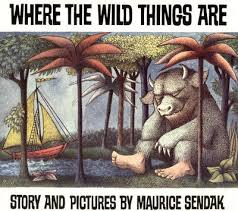 WHERE THE WILD THINGS ARE
STORY AND PICTURES BY MAURICE SENDAK